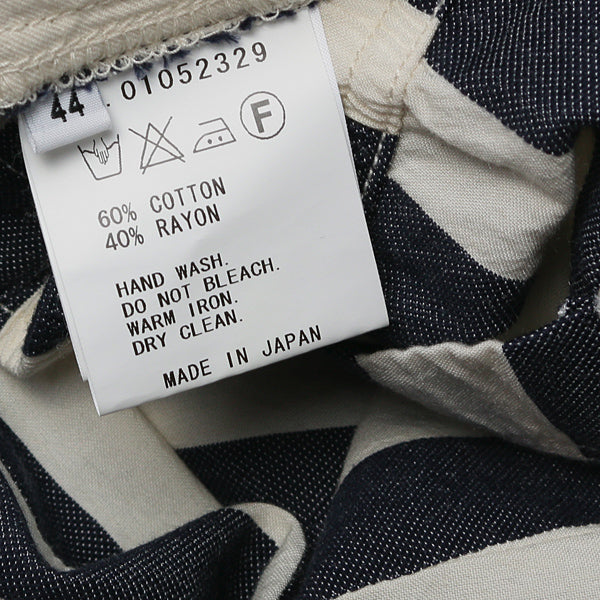 44
.01052329
F
60% COTTON
40% RAYON
HAND WASH.
DO NOT BLEACH.
WARM IRON.
DRY CLEAN.
MADE IN JAPAN